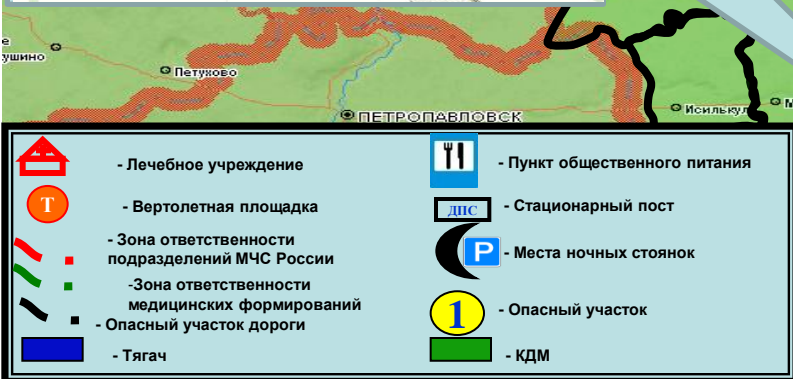 е
ушино
Петухово
ПЕТРОПАВЛОВСК
Исилькул
- Лечебное учреждение
Т
- Вертолетная площадка
- Зона ответственности
подразделений МЧС России
-Зона ответственности
медицинских формирований
- Опасный участок дороги
- Тягач
- Пункт общественного питания
ДПС
- Стационарный пост
P
- Места ночных стоянок
1
- Опасный участок
- КДМ